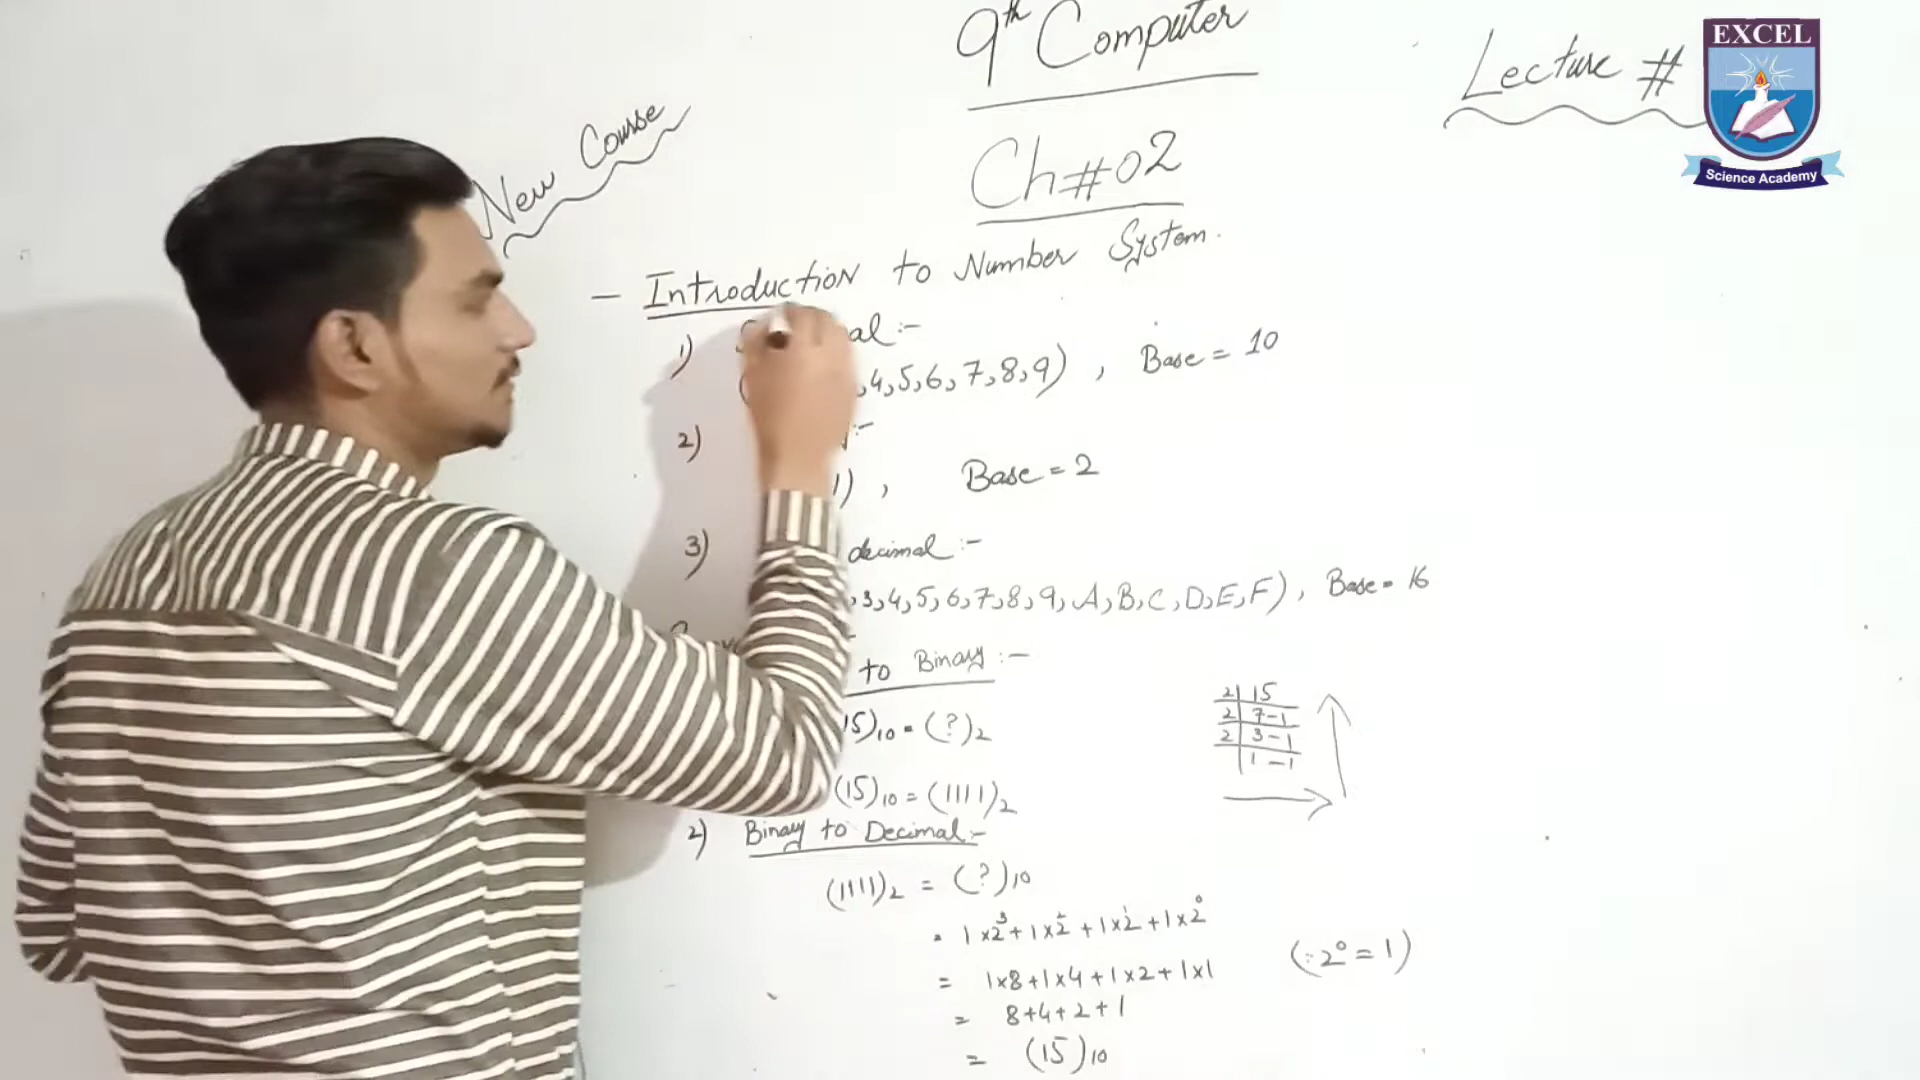 9th Computer
Lecture #
EXCEL
Science Academy
New Course
Ch#02
– Introduction to Number System.
1) al:-
,4,5,6,7,8,9) , Base = 10
2) :-
1) , Base = 2
3) decimal:-
,3,4,5,6,7,8,9,A,B,C,D,E,F) , Base = 16
to Binary:-
15)10 = (?)2
(15)10 = (1111)2
2 | 15
2 | 7 – 1
2 | 3 – 1
| 1 – 1
2) Binary to Decimal:-
(1111)2 = (?)10
= 1×2³+1×2²+1×2¹+1×2⁰
= 1×8+1×4+1×2+1×1
(∵2⁰=1)
= 8+4+2+1
= (15)10